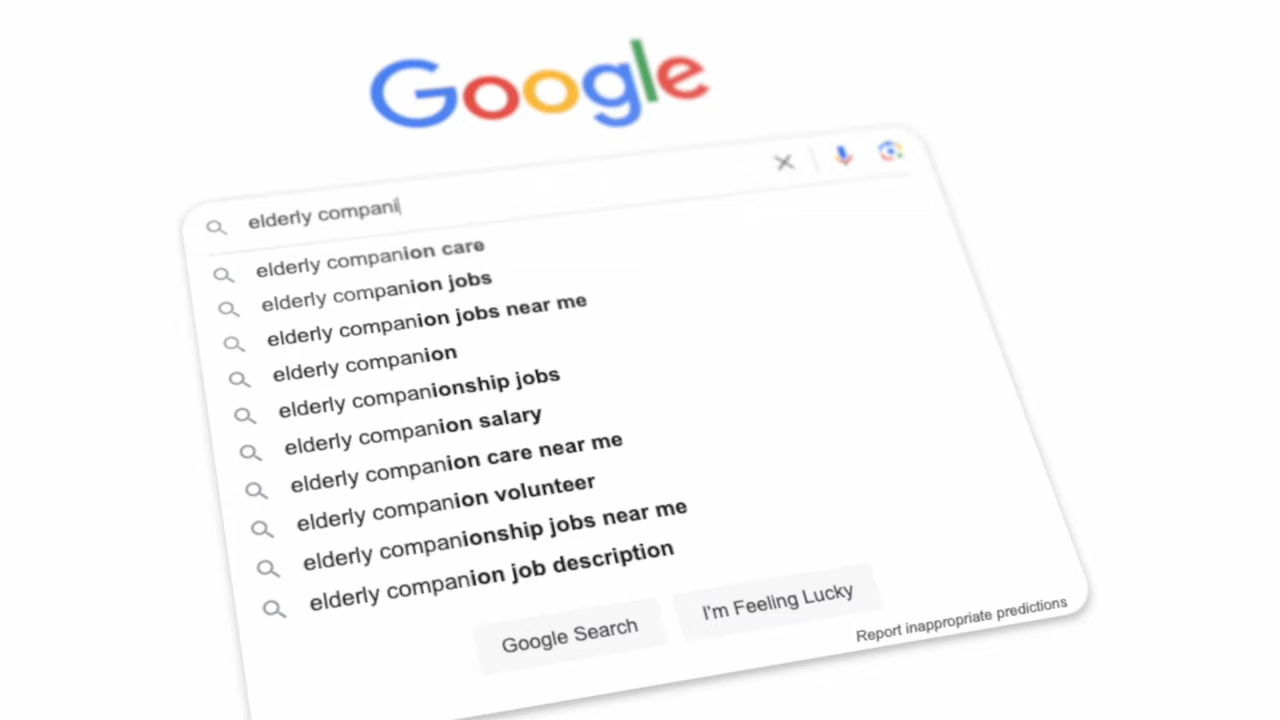 Google
elderly compani
elderly companion care
elderly companion jobs
elderly companion jobs near me
elderly companion
elderly companionship jobs
elderly companion salary
elderly companion care near me
elderly companion volunteer
elderly companionship jobs near me
elderly companion job description
Google Search
I'm Feeling Lucky
Report inappropriate predictions